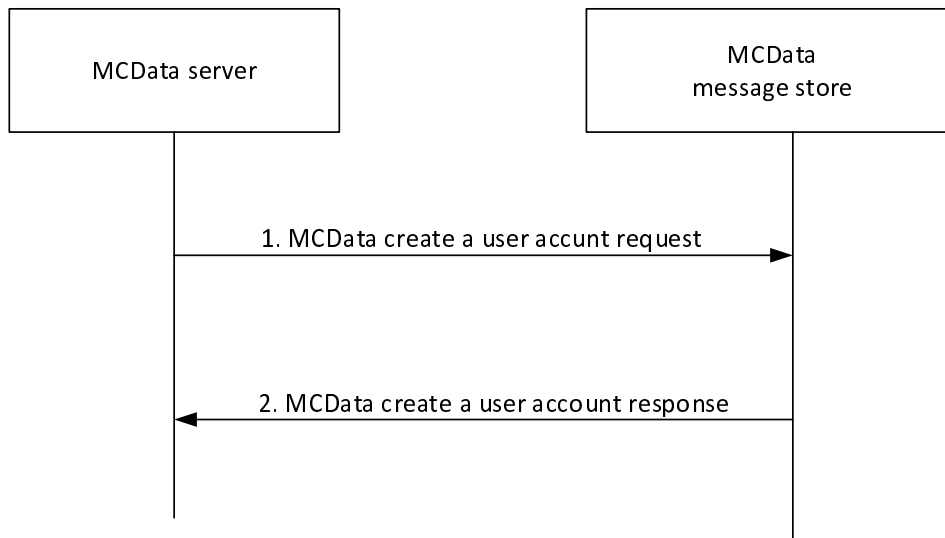 MCData server
MCData
message store
1. MCData create a user accunt request
2. MCData create a user account response